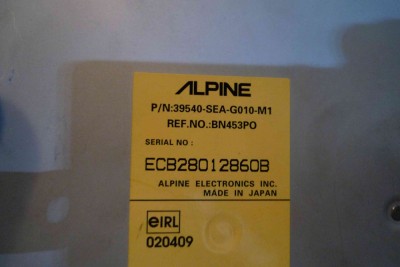 ALPINE
P/N:39540-SEA-G010-M1
REF.NO.:BN453PO
SERIAL NO :
ECB28012860B
ALPINE ELECTRONICS INC.
MADE IN JAPAN
eIRL
020409